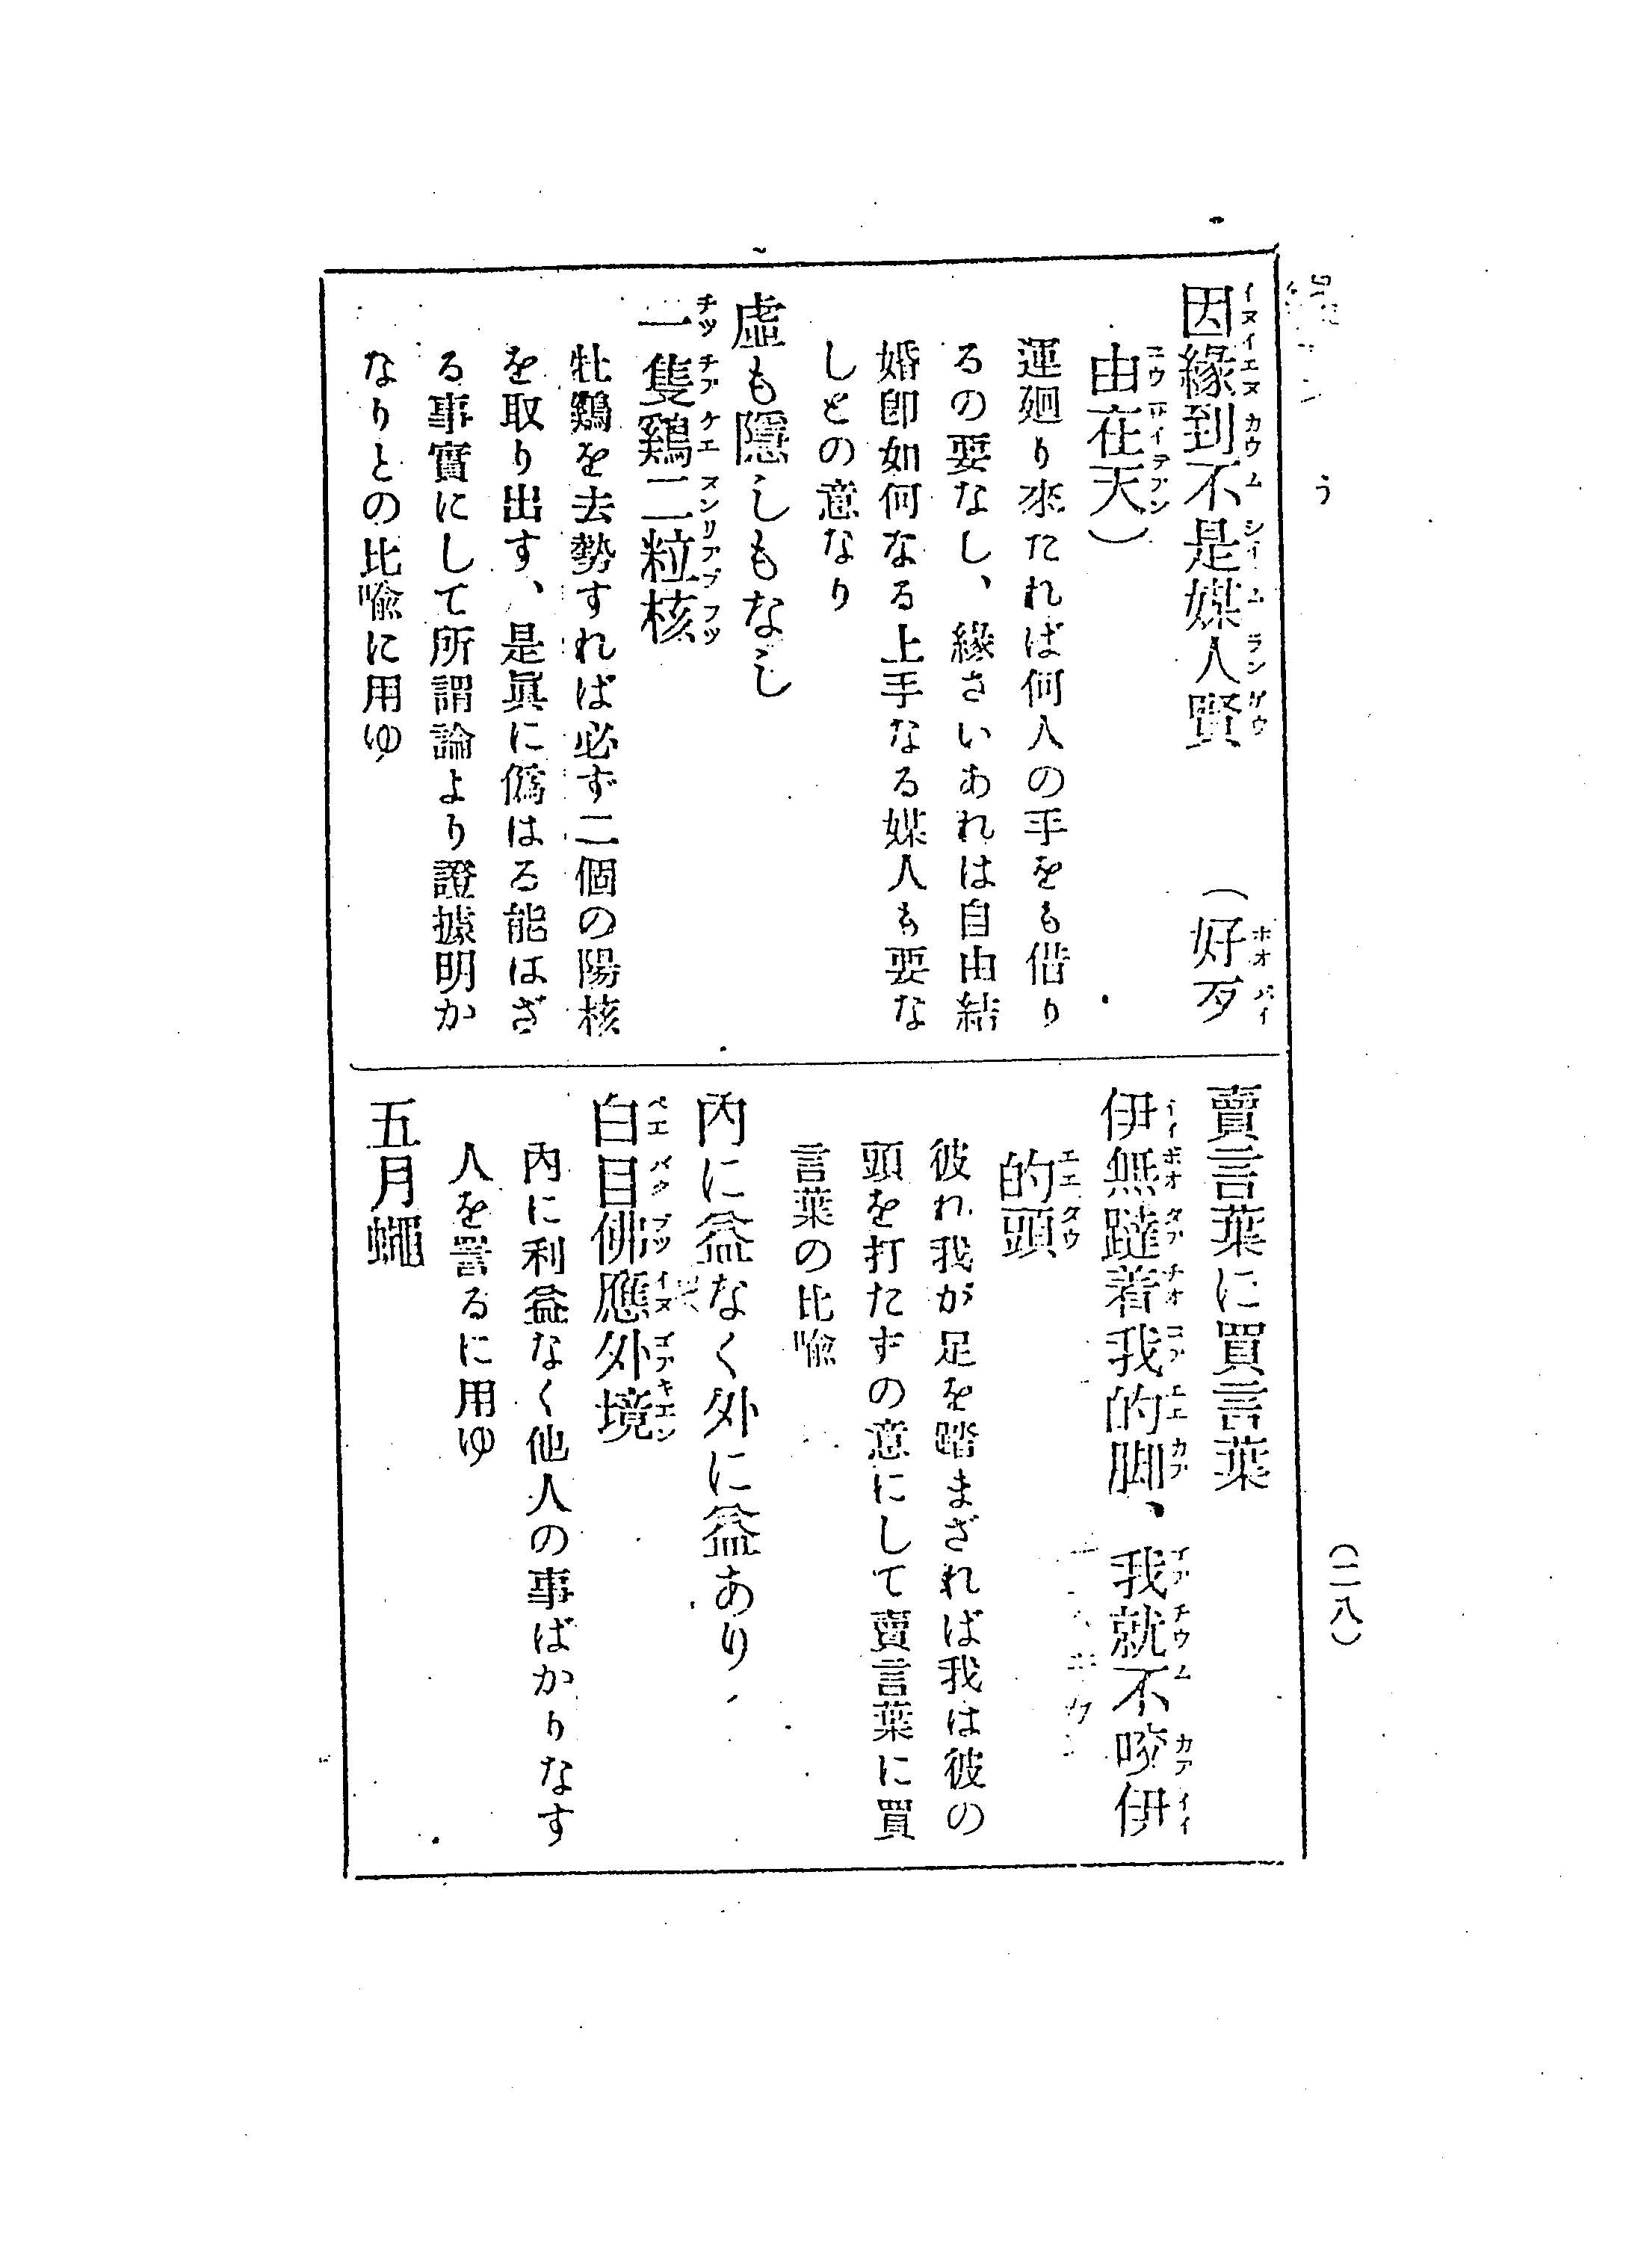 う
因緣到不是媒人賢　（好歹
由在天）
運廻り來たれば何人の手をも借り
るの要なし、緣さいあれは自由結
婚卽如何なる上手なる媒人も要な
しとの意なり
虛も隱しもなし
一隻鷄二粒核
牡鷄を去勢すれば必ず二個の陽核
を取り出す、是眞に僞はる能はざ
る事實にして所謂論より證據明か
なりとの比喩に用ゆ
賣言葉に買言葉
伊無躂着我的脚、我就不咬伊
的頭
彼れ我が足を踏まざれば我は彼の
頭を打たずの意にして賣言葉に買
言葉の比喩
內に益なく外に益あり
白目佛應外境
內に利益なく他人の事ばかりなす
人を詈るに用ゆ
五月蠅
（二八）